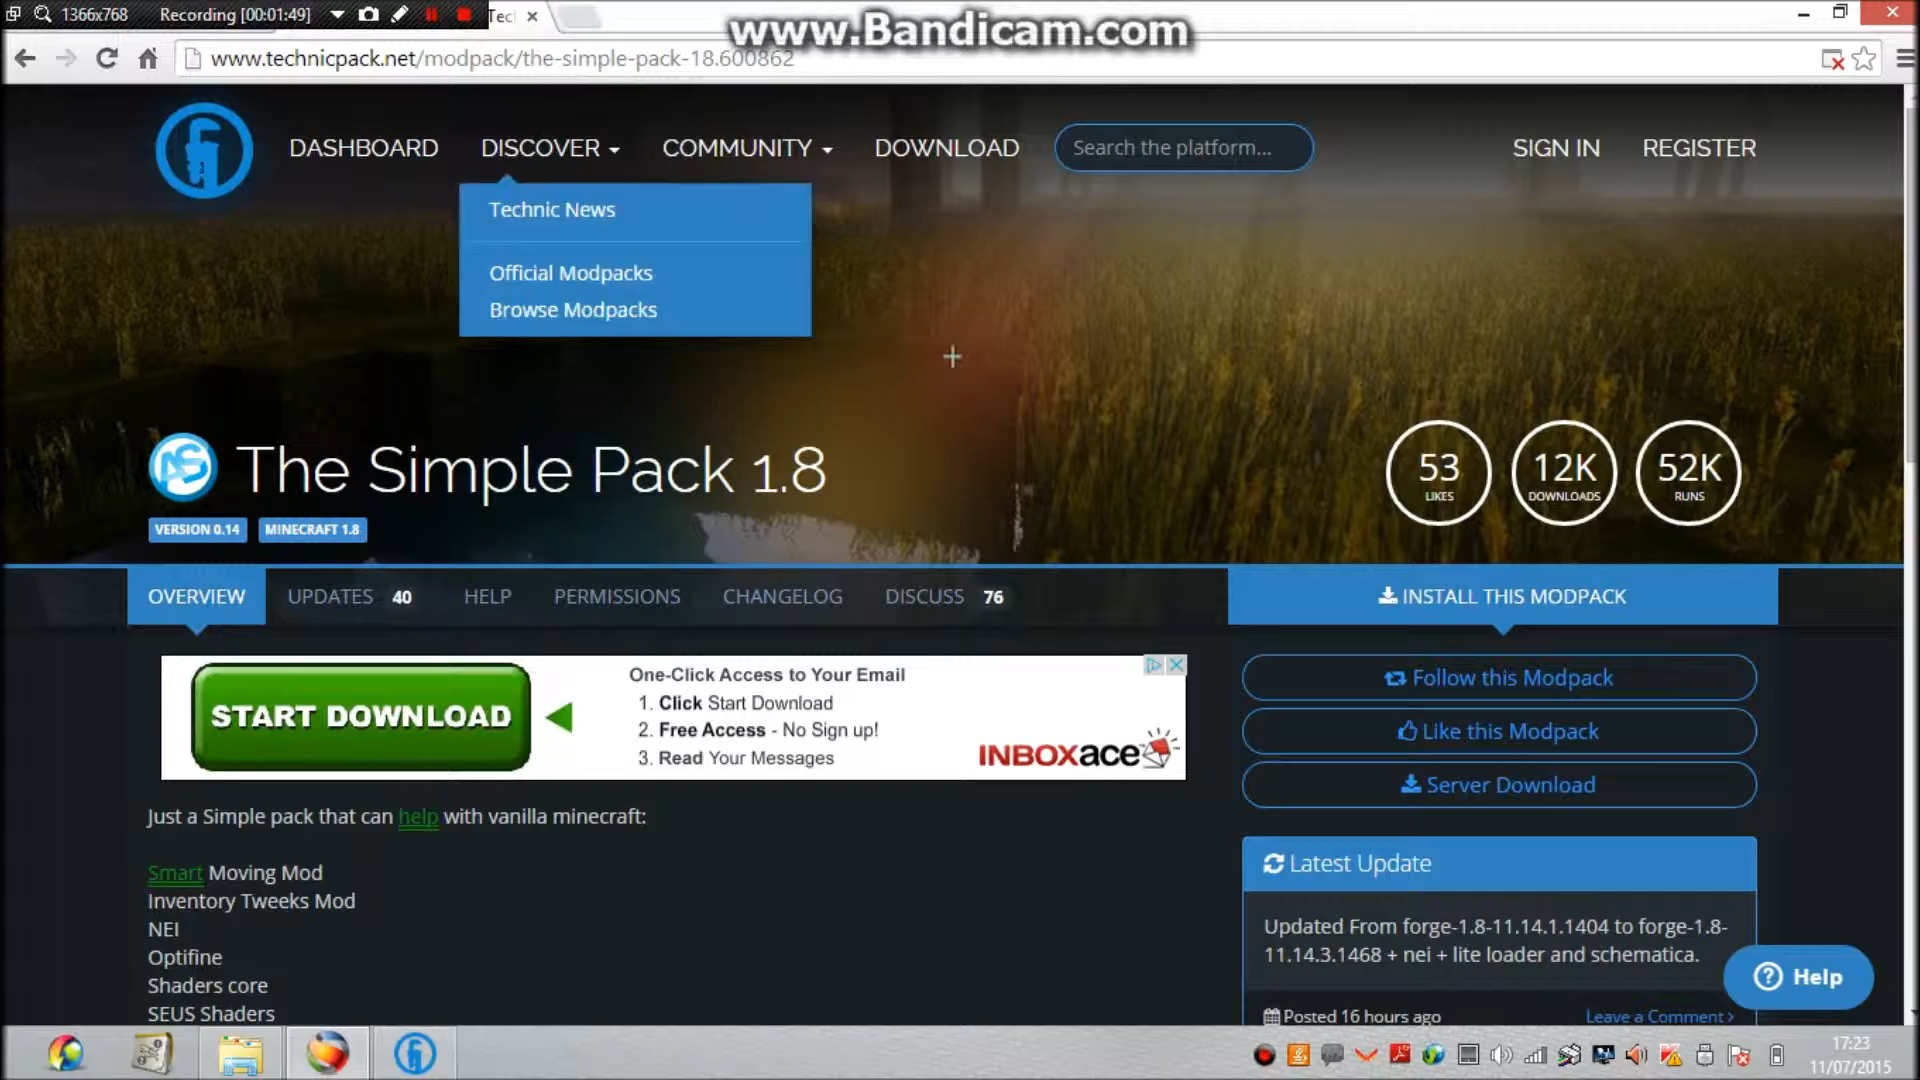 1366x768 Recording [00:01:49]
Tecl
www.Bandicam.com
www.technicpack.net/modpack/the-simple-pack-18.600862
DASHBOARD DISCOVER COMMUNITY DOWNLOAD Search the platform... SIGN IN REGISTER
Technic News
Official Modpacks
Browse Modpacks
The Simple Pack 1.8
VERSION 0.14 MINECRAFT 1.8
53 LIKES
12K DOWNLOADS
52K RUNS
OVERVIEW UPDATES 40 HELP PERMISSIONS CHANGELOG DISCUSS 76
INSTALL THIS MODPACK
START DOWNLOAD
One-Click Access to Your Email
1. Click Start Download
2. Free Access - No Sign up!
3. Read Your Messages
INBOXACE
Follow this Modpack
Like this Modpack
Server Download
Just a Simple pack that can help with vanilla minecraft:
Smart Moving Mod
Inventory Tweeks Mod
NEI
Optifine
Shaders core
SEUS Shaders
Latest Update
Updated From forge-1.8-11.14.1.1404 to forge-1.8-
11.14.3.1468 + nei + lite loader and schematica.
Posted 16 hours ago Leave a Comment
Help
17:23
11/07/2015